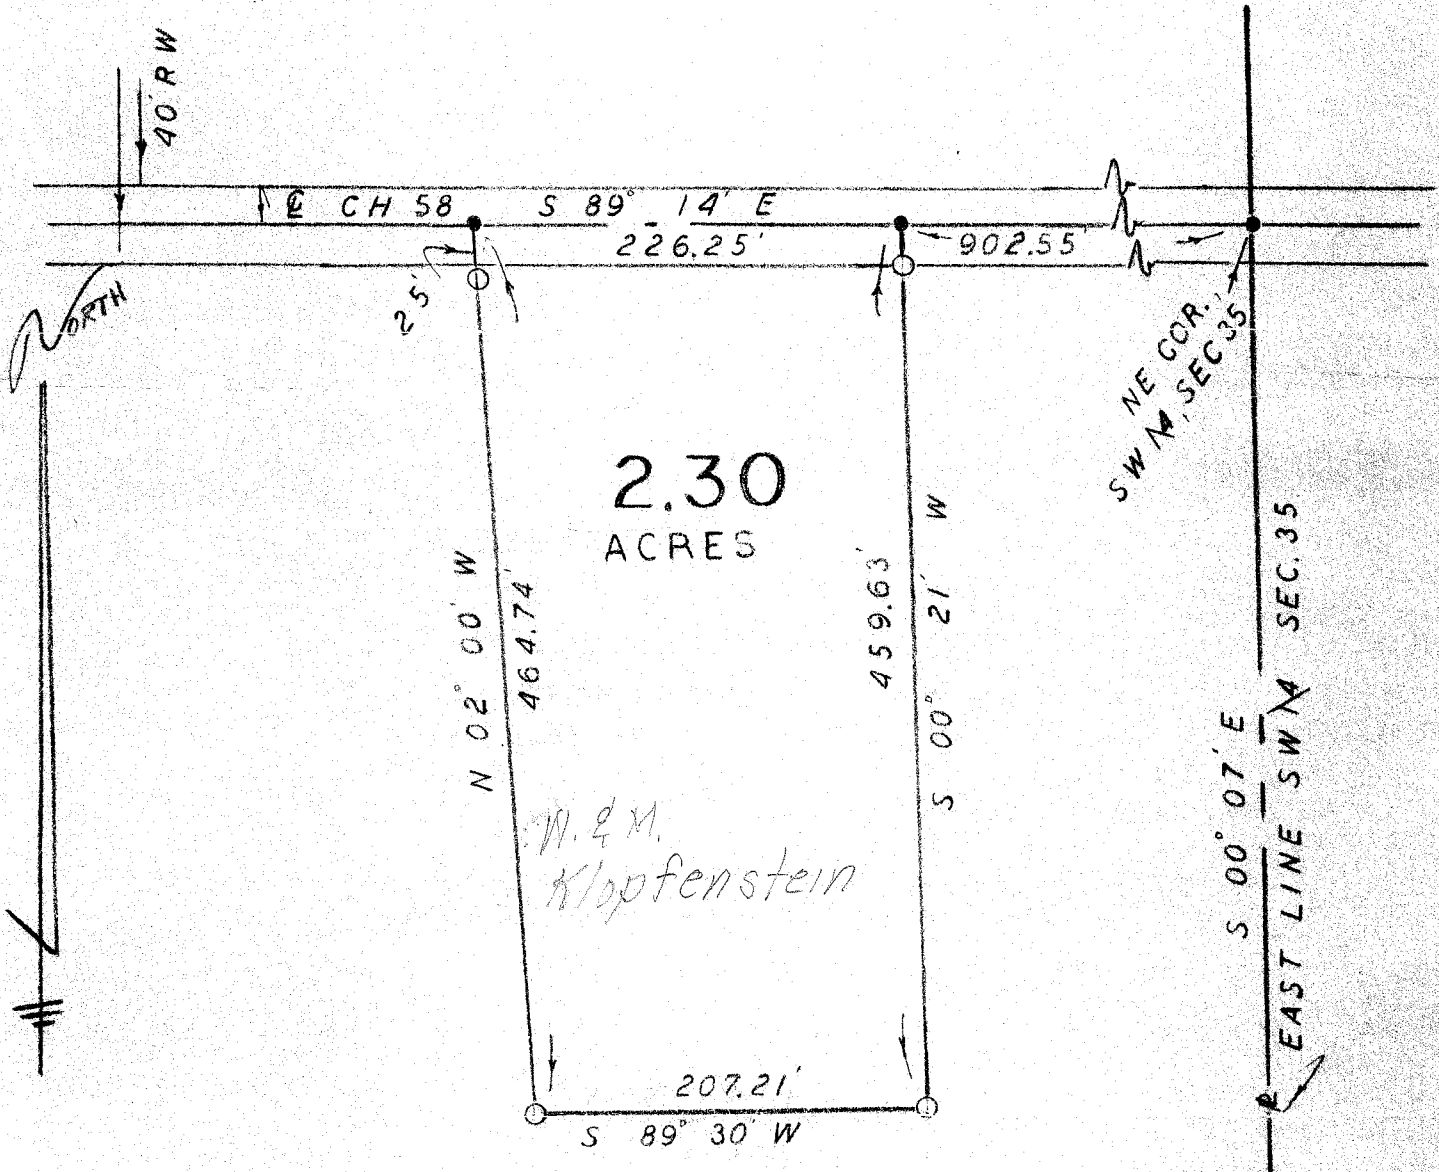 40' R W
℄ CH 58
S 89° - 14' E
226.25'
902.55'
25'
NORTH
NE COR.,
SW 1/4, SEC 35
2.30
ACRES
N 02° 00' W
464.74'
459.63'
S 00° 21' W
S 00° 07' E
EAST LINE SW 1/4 SEC. 35
Klopfenstein
207.21'
S 89° 30' W